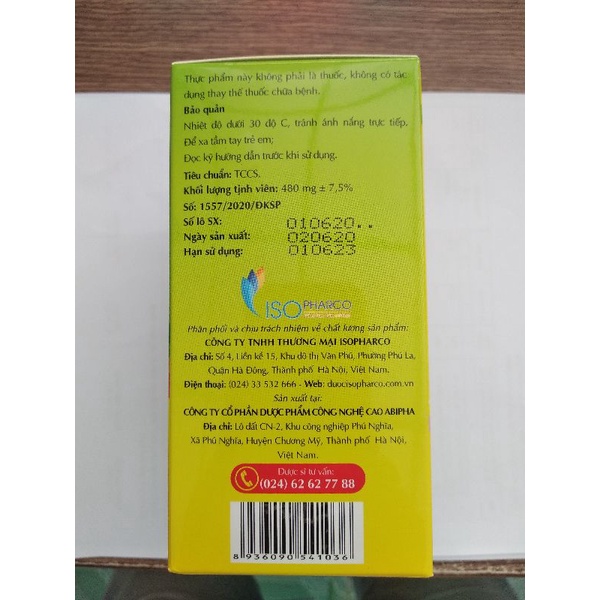 Thực phẩm này không phải là thuốc, không có tác
dụng thay thế thuốc chữa bệnh.
Bảo quản
Nhiệt độ dưới 30 độ C, tránh ánh nắng trực tiếp.
Để xa tầm tay trẻ em;
Đọc kỹ hướng dẫn trước khi sử dụng.
Tiêu chuẩn: TCCS.
Khối lượng tịnh viên: 480 mg ± 7,5%
Số: 1557/2020/ĐKSP
Số lô SX: 010620..
Ngày sản xuất: 020620
Hạn sử dụng: 010623
ISO PHARCO
Phân phối và chịu trách nhiệm về chất lượng sản phẩm:
CÔNG TY TNHH THƯƠNG MẠI ISOPHARCO
Địa chỉ: Số 4, Liền kề 15, Khu đô thị Văn Phú, Phường Phú La,
Quận Hà Đông, Thành phố Hà Nội, Việt Nam.
Điện thoại: (024) 33 532 666 - Web: duocisopharco.com.vn
Sản xuất tại:
CÔNG TY CỔ PHẦN DƯỢC PHẨM CÔNG NGHỆ CAO ABIPHA
Địa chỉ: Lô đất CN-2, Khu công nghiệp Phú Nghĩa,
Xã Phú Nghĩa, Huyện Chương Mỹ, Thành phố Hà Nội,
Việt Nam.
Dược sĩ tư vấn:
(024) 62 62 77 88
8 936090 541036